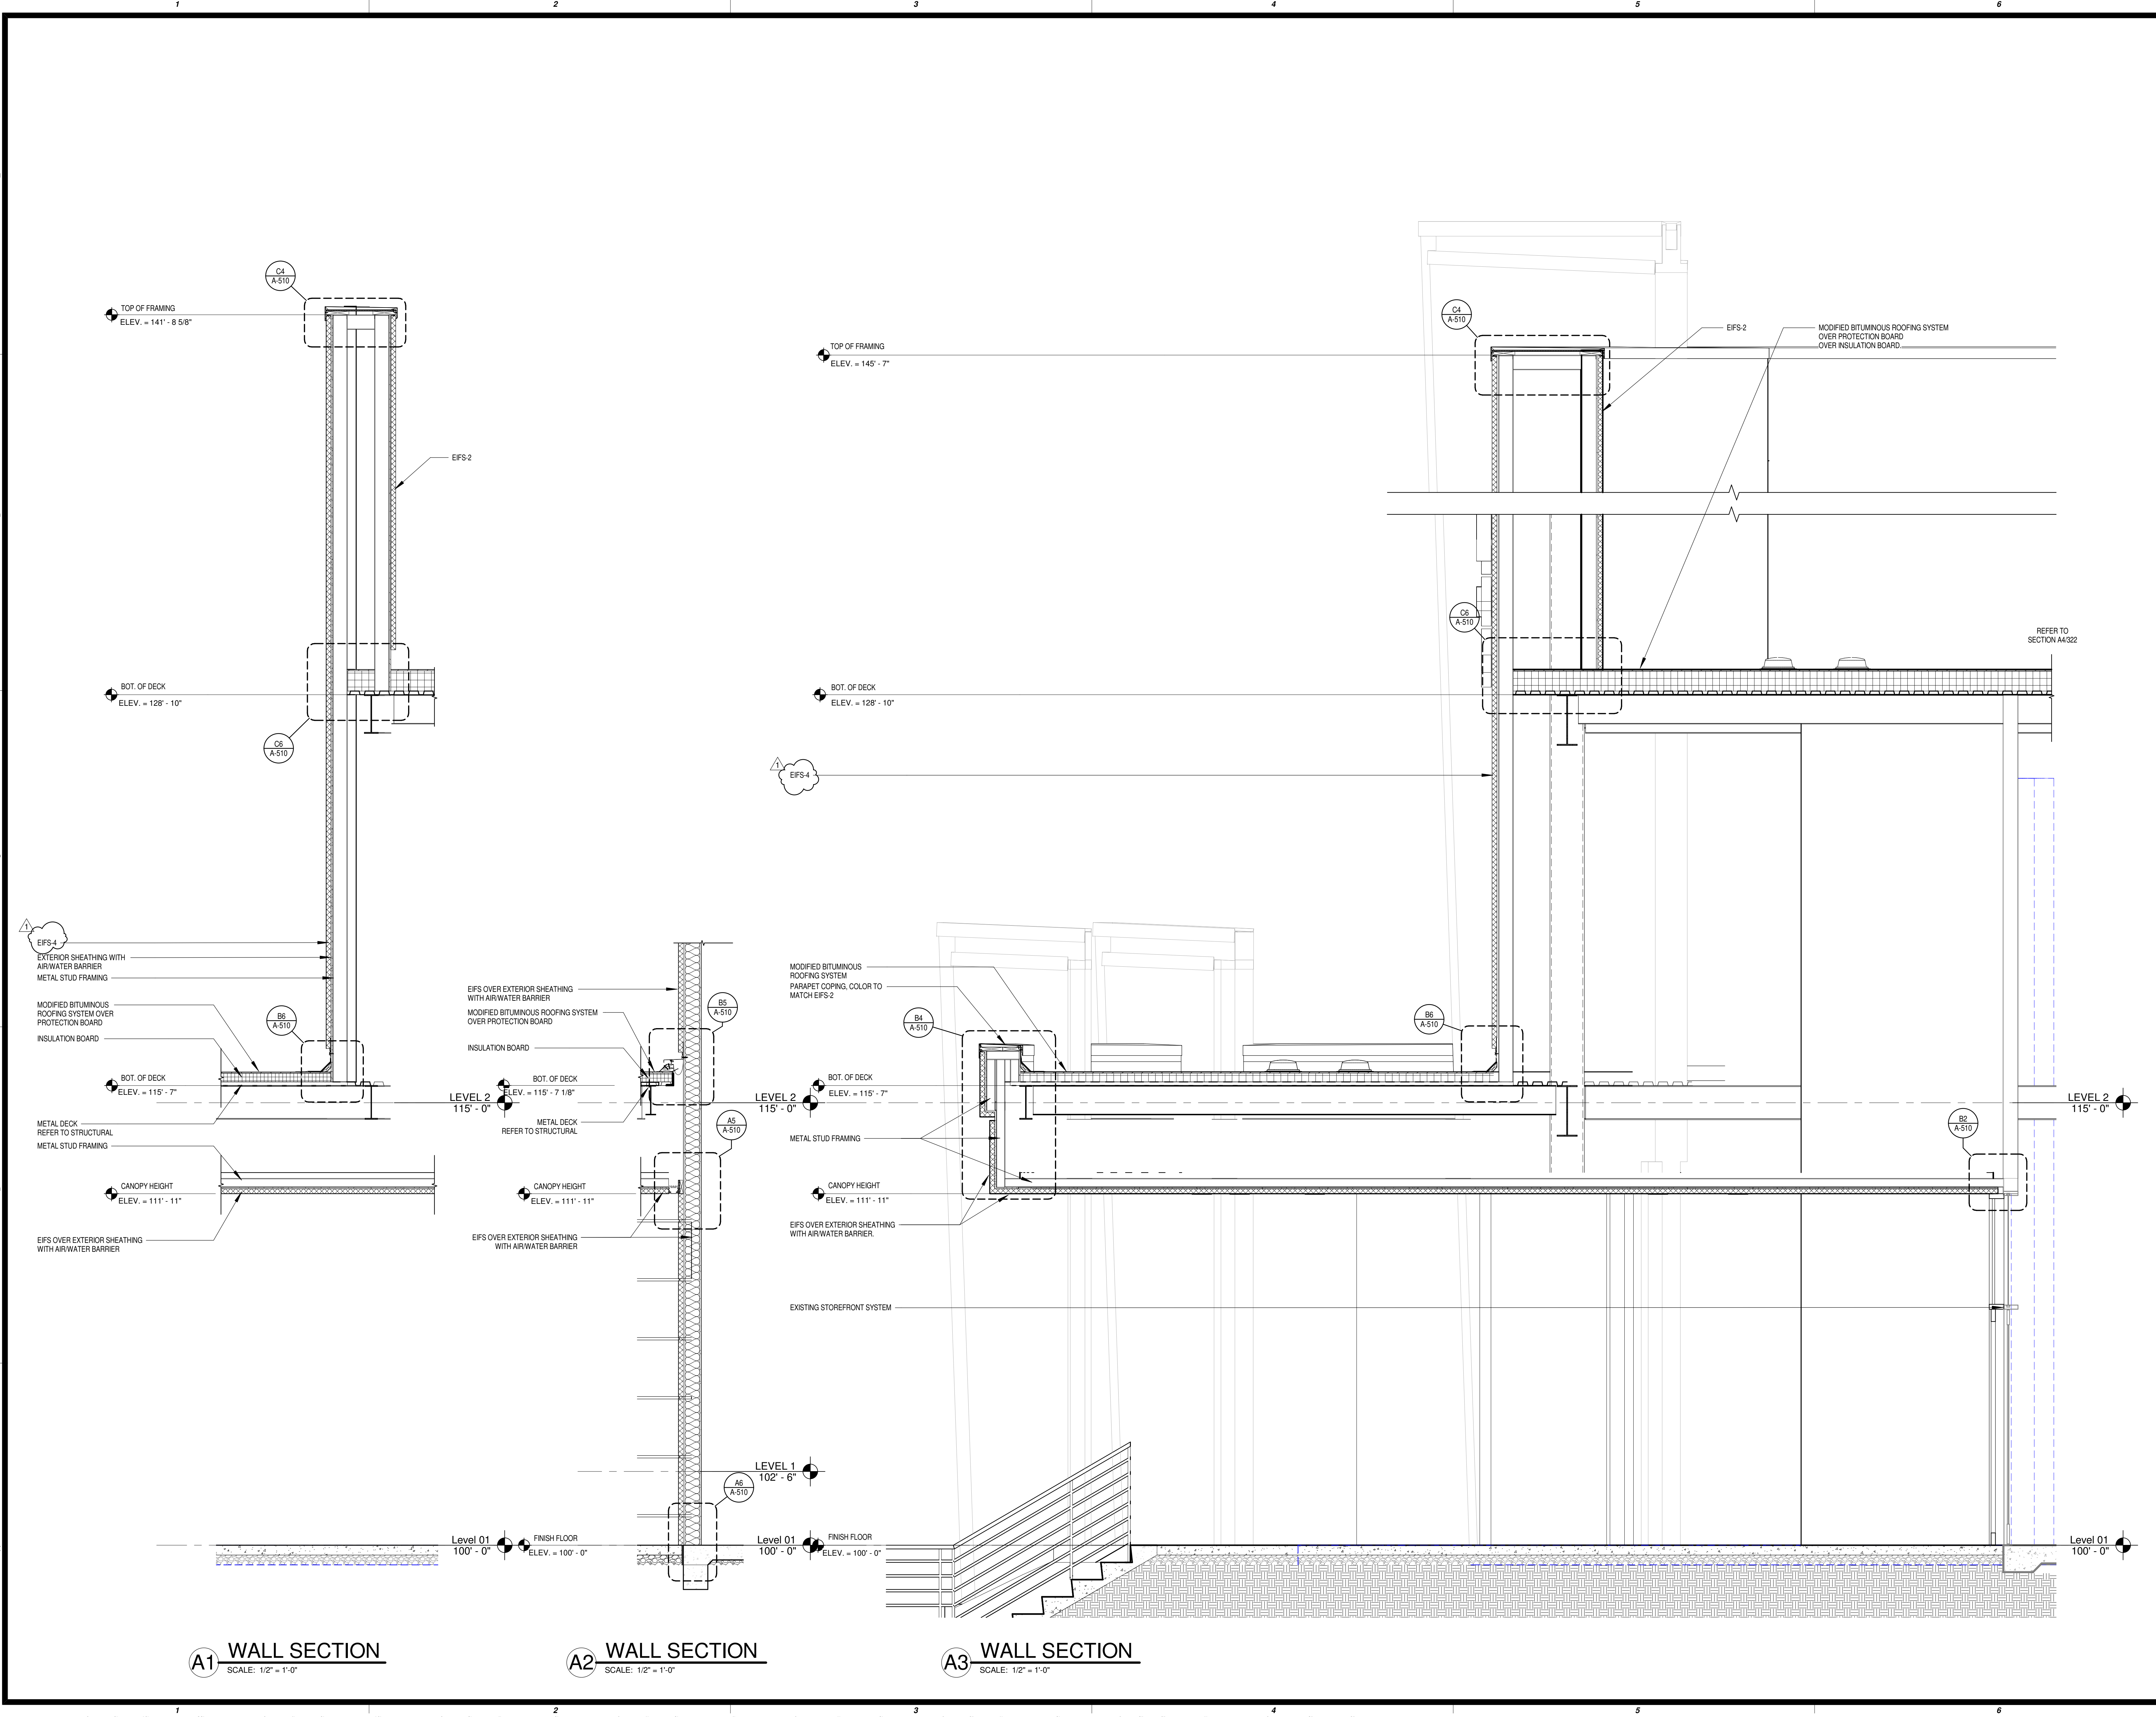 1 2 3 4 5 6
C4
A-510
TOP OF FRAMING
ELEV. = 141' - 8 5/8"
EIFS-2
BOT. OF DECK
ELEV. = 128' - 10"
C6
A-510
1
EIFS-4
EXTERIOR SHEATHING WITH
AIR/WATER BARRIER
METAL STUD FRAMING
MODIFIED BITUMINOUS
ROOFING SYSTEM OVER
PROTECTION BOARD
INSULATION BOARD
B6
A-510
BOT. OF DECK
ELEV. = 115' - 7"
LEVEL 2
115' - 0"
METAL DECK
REFER TO STRUCTURAL
METAL STUD FRAMING
CANOPY HEIGHT
ELEV. = 111' - 11"
EIFS OVER EXTERIOR SHEATHING
WITH AIR/WATER BARRIER
Level 01
100' - 0"
A1
WALL SECTION
SCALE: 1/2" = 1'-0"
EIFS OVER EXTERIOR SHEATHING
WITH AIR/WATER BARRIER
MODIFIED BITUMINOUS ROOFING SYSTEM
OVER PROTECTION BOARD
INSULATION BOARD
B5
A-510
BOT. OF DECK
ELEV. = 115' - 7 1/8"
LEVEL 2
115' - 0"
METAL DECK
REFER TO STRUCTURAL
A5
A-510
CANOPY HEIGHT
ELEV. = 111' - 11"
EIFS OVER EXTERIOR SHEATHING
WITH AIR/WATER BARRIER
LEVEL 1
102' - 6"
A6
A-510
FINISH FLOOR
ELEV. = 100' - 0"
Level 01
100' - 0"
A2
WALL SECTION
SCALE: 1/2" = 1'-0"
C4
A-510
TOP OF FRAMING
ELEV. = 145' - 7"
EIFS-2
MODIFIED BITUMINOUS ROOFING SYSTEM
OVER PROTECTION BOARD
OVER INSULATION BOARD.
C6
A-510
REFER TO
SECTION A4/322
BOT. OF DECK
ELEV. = 128' - 10"
1
EIFS-4
MODIFIED BITUMINOUS
ROOFING SYSTEM
PARAPET COPING, COLOR TO
MATCH EIFS-2
B4
A-510
B6
A-510
BOT. OF DECK
ELEV. = 115' - 7"
LEVEL 2
115' - 0"
B2
A-510
METAL STUD FRAMING
CANOPY HEIGHT
ELEV. = 111' - 11"
EIFS OVER EXTERIOR SHEATHING
WITH AIR/WATER BARRIER.
EXISTING STOREFRONT SYSTEM
FINISH FLOOR
ELEV. = 100' - 0"
Level 01
100' - 0"
A3
WALL SECTION
SCALE: 1/2" = 1'-0"
1 2 3 4 5 6